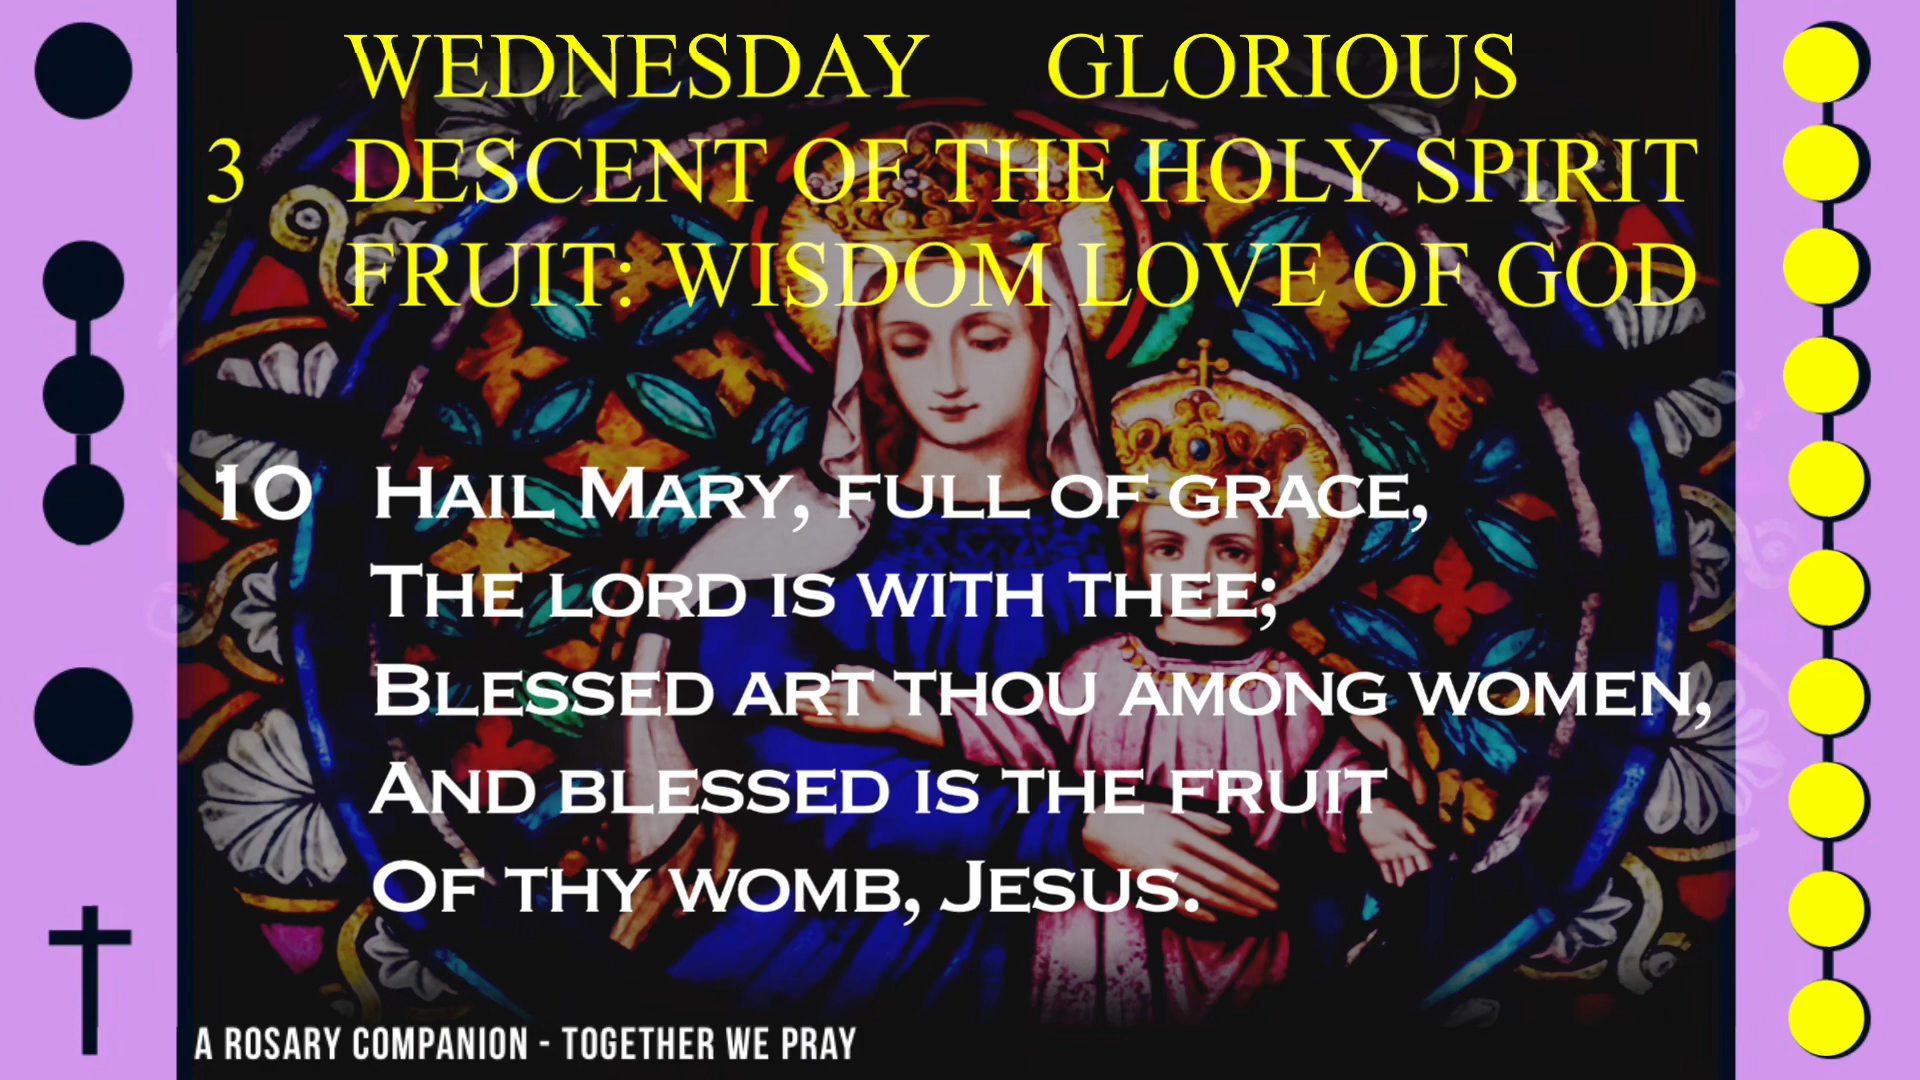 WEDNESDAY GLORIOUS
3 DESCENT OF THE HOLY SPIRIT
FRUIT: WISDOM LOVE OF GOD
10 HAIL MARY, FULL OF GRACE,
THE LORD IS WITH THEE;
BLESSED ART THOU AMONG WOMEN,
AND BLESSED IS THE FRUIT
OF THY WOMB, JESUS.
A ROSARY COMPANION - TOGETHER WE PRAY